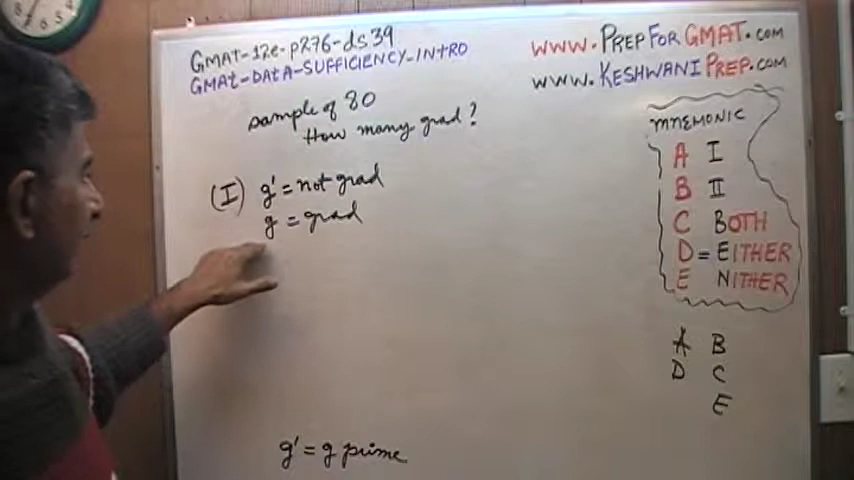 GMAT-12e-p276-ds39
GMAt-DAtA-SUFFICIENCY-INtRO
WWW.PREPFORGMAT.COM
WWW.KESHWANIPREP.COM
sample of 80
How many grad?
(I) g' = not grad
g = grad
MNEMONIC
A I
B II
C BOTH
D = EITHER
E NITHER
A B
D C
E
g' = g prime